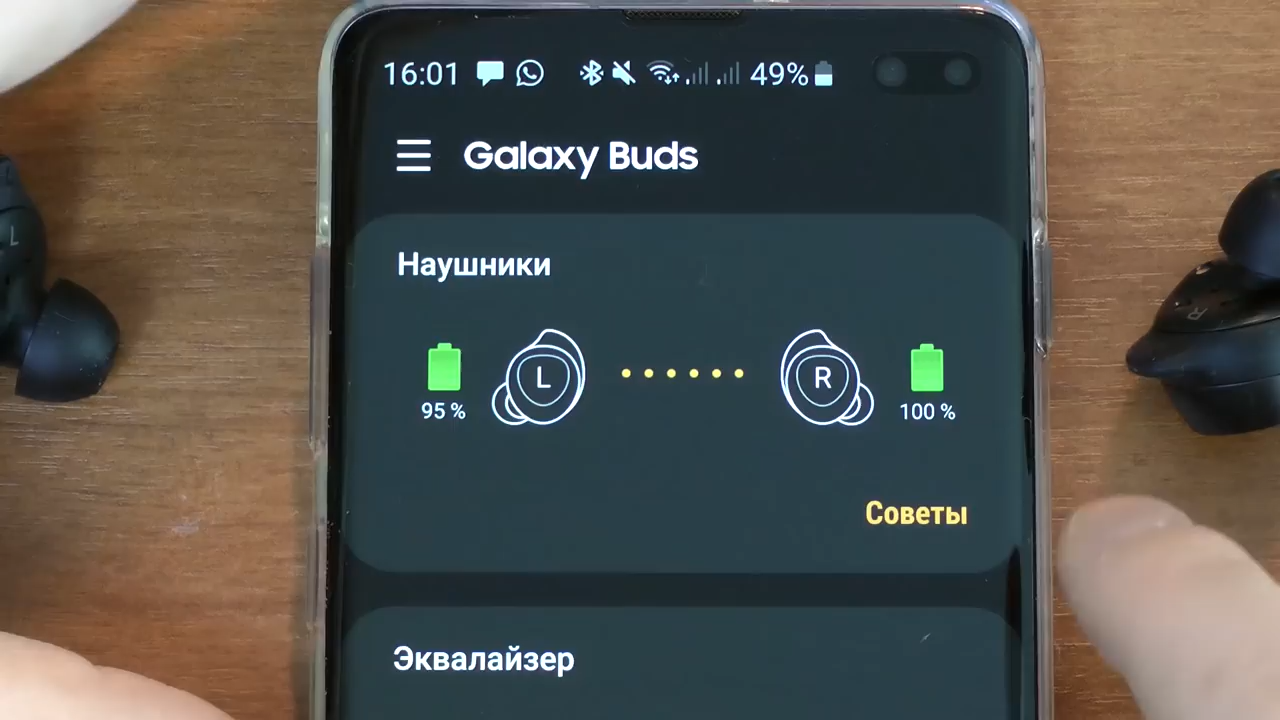 16:01 49%
Galaxy Buds
Наушники
L R
95 % 100 %
Советы
Эквалайзер
L
R